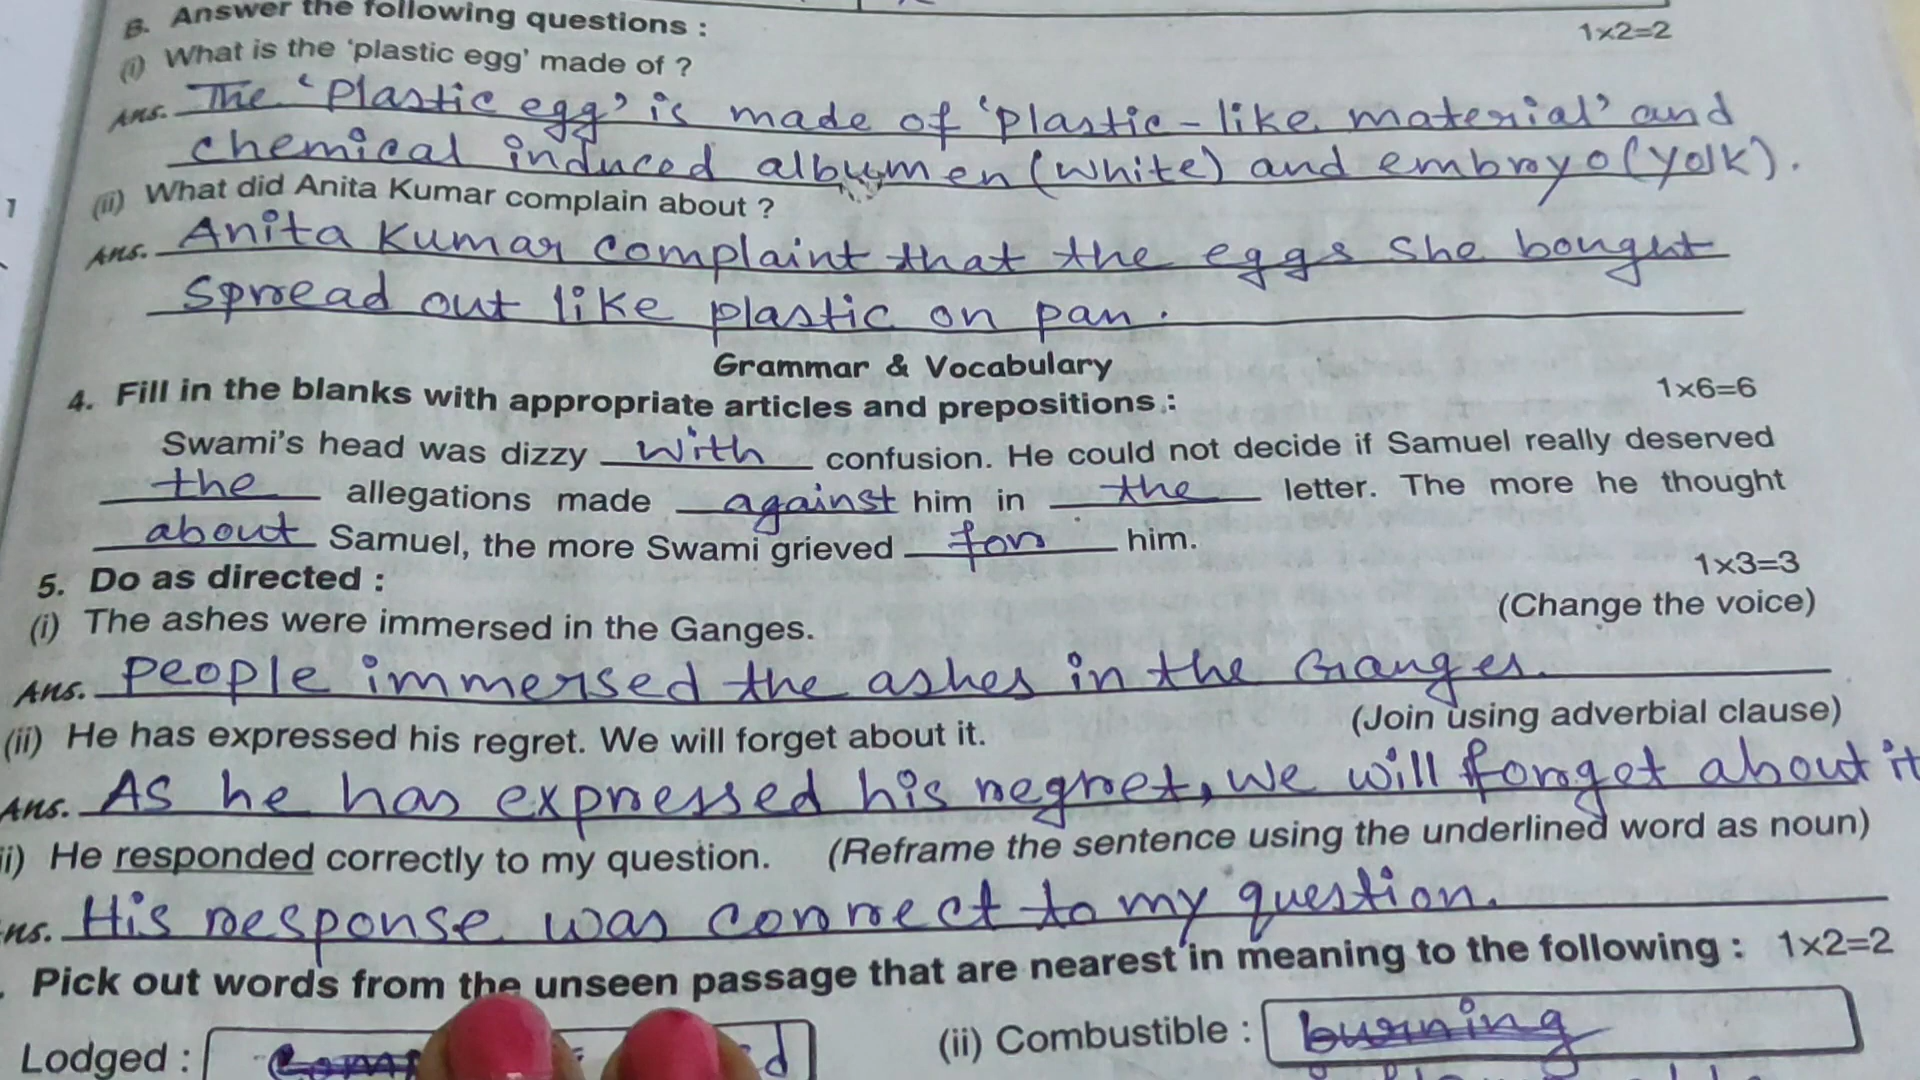 B. Answer the following questions : 1×2=2
(i) What is the 'plastic egg' made of ?
Ans. The 'Plastic egg' is made of 'plastic-like material' and
chemical induced albumen (white) and embryo (yolk).
(ii) What did Anita Kumar complain about ?
Ans. Anita Kumar complaint that the eggs she bought
spread out like plastic on pan.
Grammar & Vocabulary
4. Fill in the blanks with appropriate articles and prepositions : 1×6=6
Swami's head was dizzy with confusion. He could not decide if Samuel really deserved
the allegations made against him in the letter. The more he thought
about Samuel, the more Swami grieved for him.
5. Do as directed : 1×3=3
(i) The ashes were immersed in the Ganges. (Change the voice)
Ans. People immersed the ashes in the Ganges.
(ii) He has expressed his regret. We will forget about it. (Join using adverbial clause)
Ans. As he has expressed his regret, we will forget about it
i) He responded correctly to my question. (Reframe the sentence using the underlined word as noun)
ns. His response was correct to my question.
Pick out words from the unseen passage that are nearest in meaning to the following : 1×2=2
Lodged : (ii) Combustible : burning